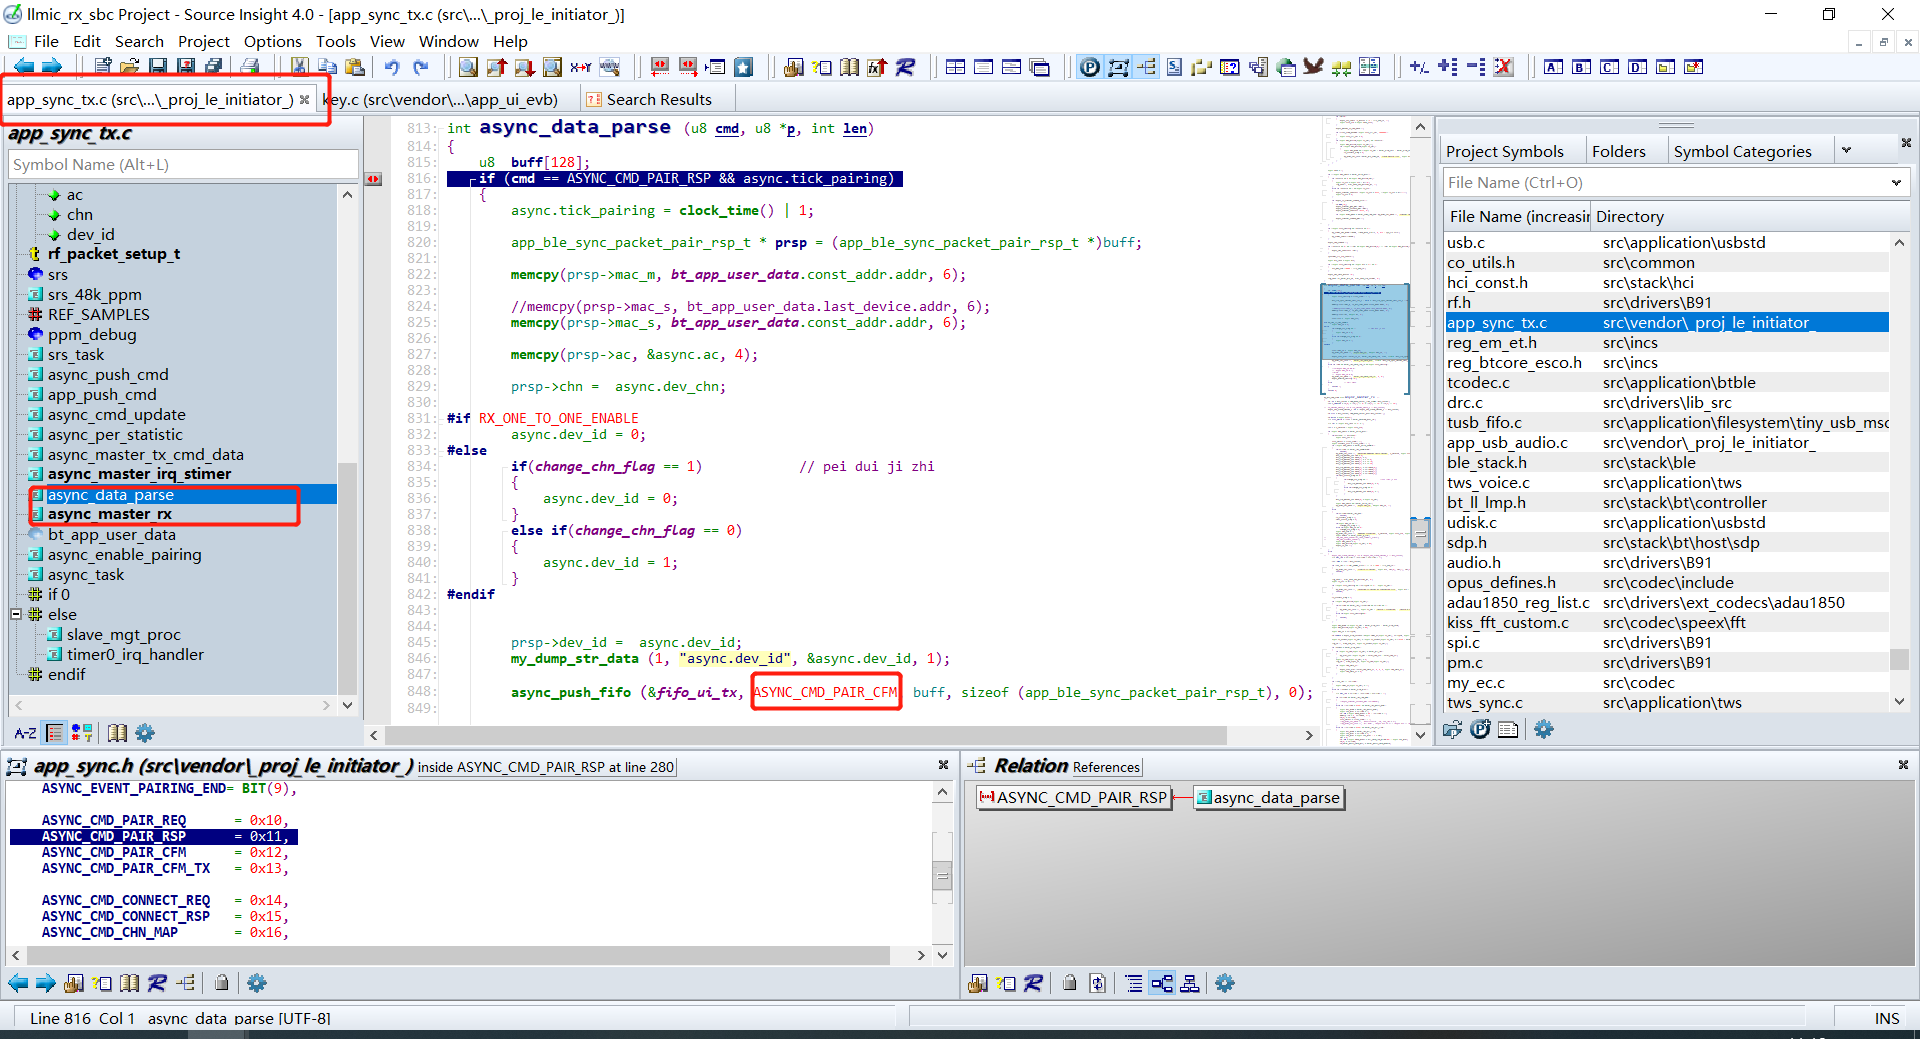 llmic_rx_sbc Project - Source Insight 4.0 - [app_sync_tx.c (src\...\_proj_le_initiator_)]
File Edit Search Project Options Tools View Window Help
app_sync_tx.c (src\...\_proj_le_initiator_) key.c (src\vendor\...\app_ui_evb) Search Results
app_sync_tx.c
Symbol Name (Alt+L)
ac
chn
dev_id
rf_packet_setup_t
srs
srs_48k_ppm
REF_SAMPLES
ppm_debug
srs_task
async_push_cmd
app_push_cmd
async_cmd_update
async_per_statistic
async_master_tx_cmd_data
async_master_irq_stimer
async_data_parse
async_master_rx
bt_app_user_data
async_enable_pairing
async_task
if 0
else
slave_mgt_proc
timer0_irq_handler
endif
A-Z
813: int async_data_parse (u8 cmd, u8 *p, int len)
814: {
815: u8 buff[128];
816: if (cmd == ASYNC_CMD_PAIR_RSP && async.tick_pairing)
817: {
818: async.tick_pairing = clock_time() | 1;
819:
820: app_ble_sync_packet_pair_rsp_t * prsp = (app_ble_sync_packet_pair_rsp_t *)buff;
821:
822: memcpy(prsp->mac_m, bt_app_user_data.const_addr.addr, 6);
823:
824: //memcpy(prsp->mac_s, bt_app_user_data.last_device.addr, 6);
825: memcpy(prsp->mac_s, bt_app_user_data.const_addr.addr, 6);
826:
827: memcpy(prsp->ac, &async.ac, 4);
828:
829: prsp->chn = async.dev_chn;
830:
831: #if RX_ONE_TO_ONE_ENABLE
832: async.dev_id = 0;
833: #else
834: if(change_chn_flag == 1) // pei dui ji zhi
835: {
836: async.dev_id = 0;
837: }
838: else if(change_chn_flag == 0)
839: {
840: async.dev_id = 1;
841: }
842: #endif
843:
844:
845: prsp->dev_id = async.dev_id;
846: my_dump_str_data (1, "async.dev_id", &async.dev_id, 1);
847:
848: async_push_fifo (&fifo_ui_tx, ASYNC_CMD_PAIR_CFM buff, sizeof (app_ble_sync_packet_pair_rsp_t), 0);
849:
Project Symbols Folders Symbol Categories
File Name (Ctrl+O)
File Name (increasin Directory
usb.c src\application\usbstd
co_utils.h src\common
hci_const.h src\stack\hci
rf.h src\drivers\B91
app_sync_tx.c src\vendor\_proj_le_initiator_
reg_em_et.h src\incs
reg_btcore_esco.h src\incs
tcodec.c src\application\btble
drc.c src\drivers\lib_src
tusb_fifo.c src\application\filesystem\tiny_usb_msc
app_usb_audio.c src\vendor\_proj_le_initiator_
ble_stack.h src\stack\ble
tws_voice.c src\application\tws
bt_ll_lmp.h src\stack\bt\controller
udisk.c src\application\usbstd
sdp.h src\stack\bt\host\sdp
audio.h src\drivers\B91
opus_defines.h src\codec\include
adau1850_reg_list.c src\drivers\ext_codecs\adau1850
kiss_fft_custom.c src\codec\speex\fft
spi.c src\drivers\B91
pm.c src\drivers\B91
my_ec.c src\codec
tws_sync.c src\application\tws
app_sync.h (src\vendor\_proj_le_initiator_) inside ASYNC_CMD_PAIR_RSP at line 280
ASYNC_EVENT_PAIRING_END= BIT(9),
ASYNC_CMD_PAIR_REQ = 0x10,
ASYNC_CMD_PAIR_RSP = 0x11,
ASYNC_CMD_PAIR_CFM = 0x12,
ASYNC_CMD_PAIR_CFM_TX = 0x13,
ASYNC_CMD_CONNECT_REQ = 0x14,
ASYNC_CMD_CONNECT_RSP = 0x15,
ASYNC_CMD_CHN_MAP = 0x16,
Relation References
ASYNC_CMD_PAIR_RSP async_data_parse
Line 816 Col 1 async_data_parse [UTF-8]
INS